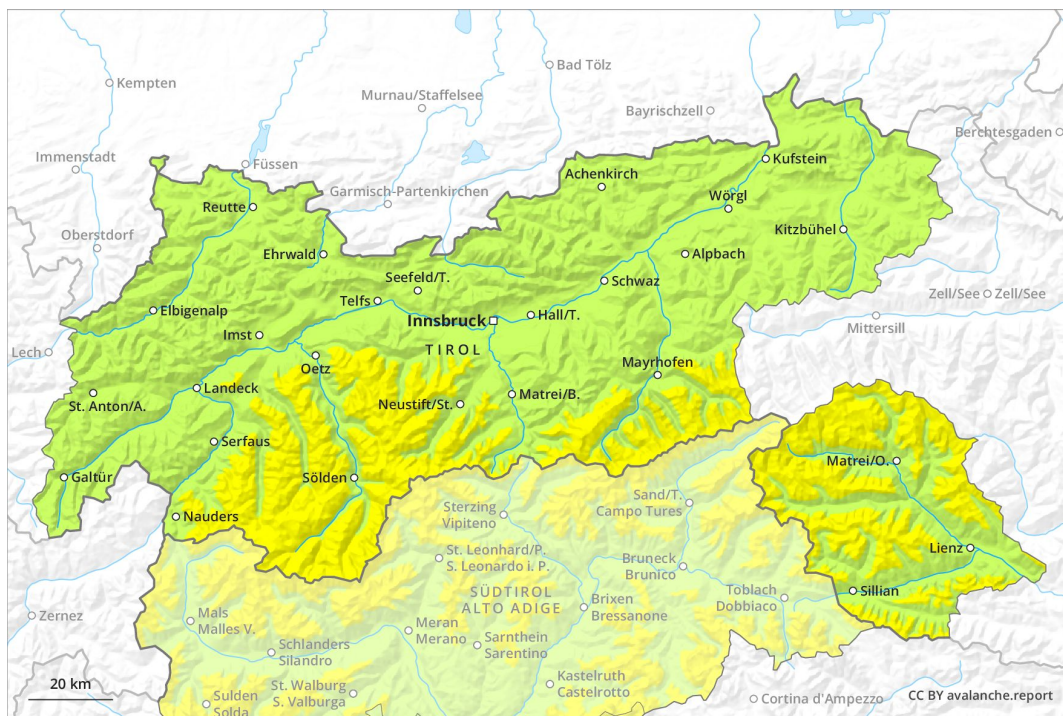 Kempten
Bad Tölz
Murnau/Staffelsee
Bayrischzell
Berchtesgaden
Immenstadt
Füssen
Kufstein
Achenkirch
Garmisch-Partenkirchen
Reutte
Wörgl
Oberstdorf
Kitzbühel
Ehrwald
Alpbach
Seefeld/T.
Schwaz
Zell/See
Zell/See
Telfs
Elbigenalp
Hall/T.
Innsbruck
Mittersill
Imst
Lech
TIROL
Oetz
Mayrhofen
Landeck
St. Anton/A.
Neustift/St.
Matrei/B.
Serfaus
Matrei/O.
Galtür
Sölden
Sand/T.
Campo Tures
Sterzing
Vipiteno
Nauders
Lienz
St. Leonhard/P.
S. Leonardo i. P.
Bruneck
Brunico
Sillian
SÜDTIROL
ALTO ADIGE
Toblach
Dobbiaco
Zernez
Mals
Malles V.
Brixen
Bressanone
Meran
Merano
Sarnthein
Sarentino
Schlanders
Silandro
20 km
St. Walburg
S. Valburga
Kastelruth
Castelrotto
Sulden
Solda
Cortina d'Ampezzo
CC BY avalanche.report